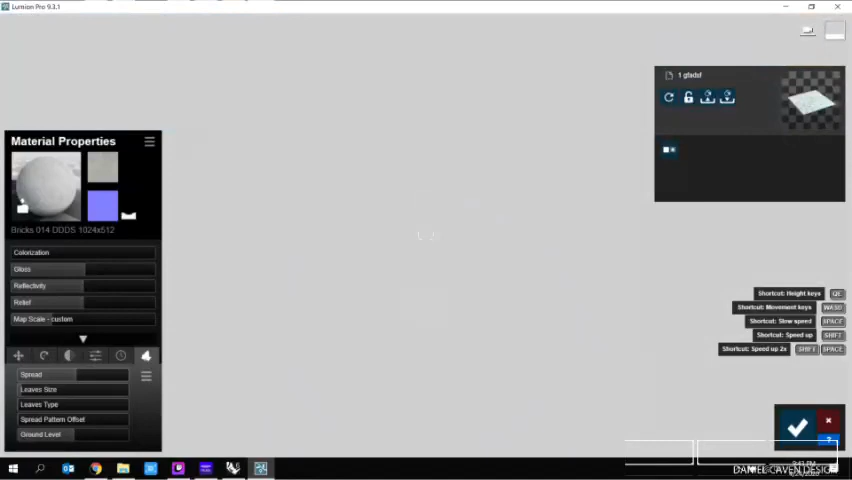 Lumion Pro 9.3.1
1 gfadsf
Material Properties
Bricks 014 DDDS 1024x512
Colorization
Gloss
Reflectivity
Relief
Map Scale - custom
Shortcut: Height keys QE
Shortcut: Movement keys WASD
Shortcut: Slow speed SPACE
Shortcut: Speed up SHIFT
Shortcut: Speed up 2x SHIFT SPACE
Spread
Leaves Size
Leaves Type
Spread Pattern Offset
Ground Level
?
DANIEL CAVEN DESIGN